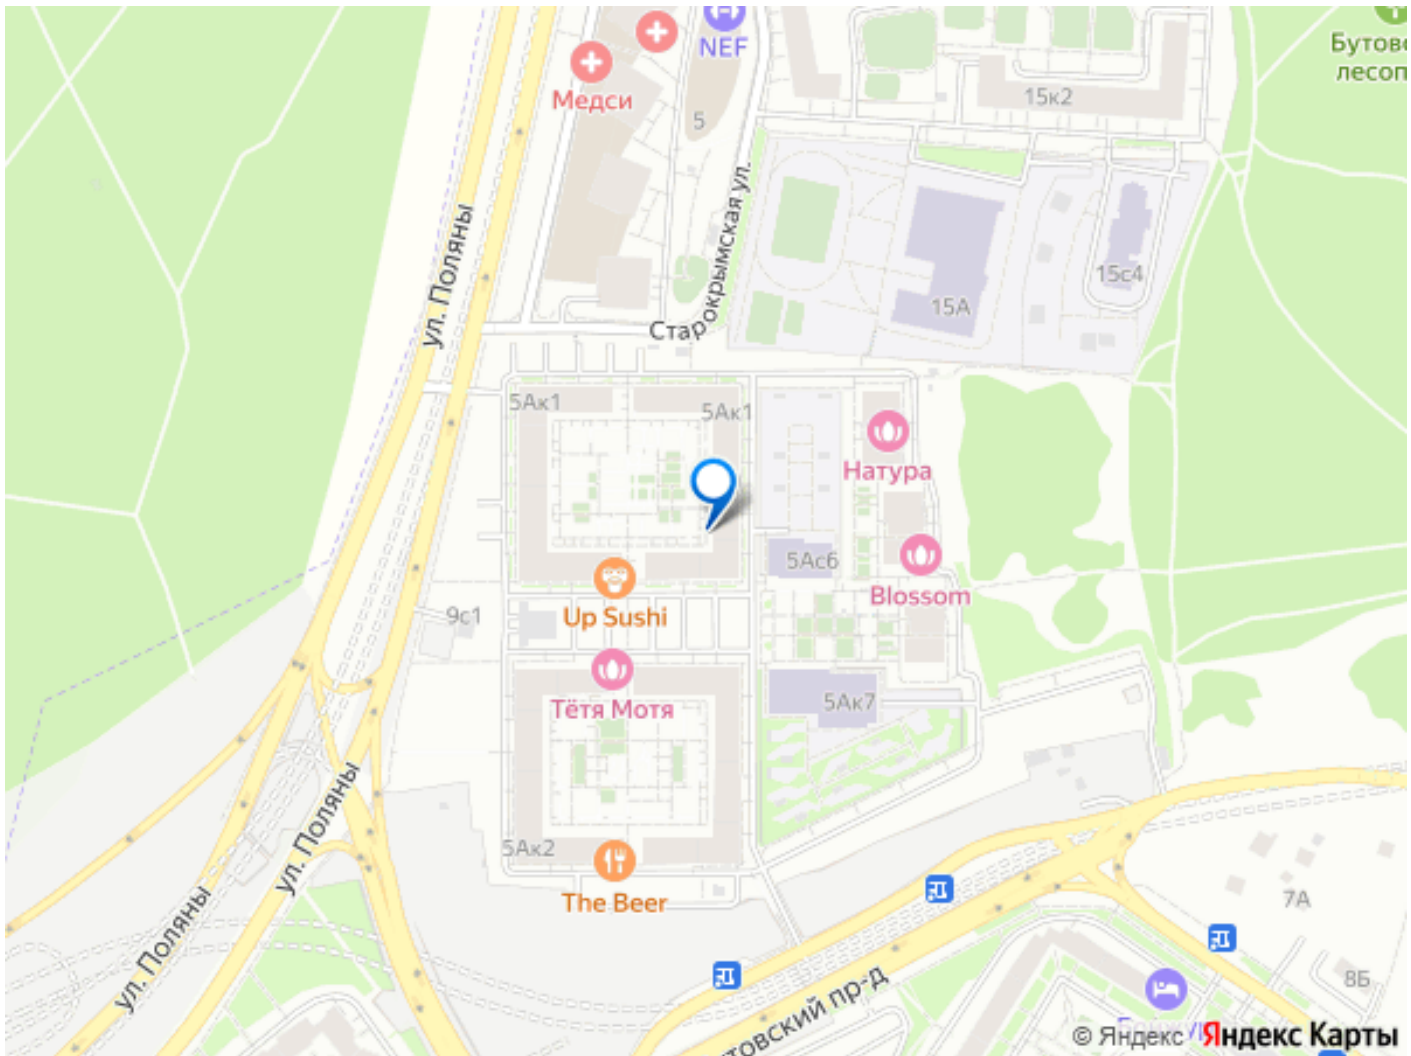 NEF
Медси
5
15к2
Бутово
лесоп
ул. Поляны
Старокрымская ул.
15А
15с4
5Ак1
5Ак1
Натура
5Ас6
Blossom
Up Sushi
9с1
Тётя Мотя
5Ак7
ул. Поляны
5Ак2
The Beer
ул. Поляны
7А
8Б
товский пр-д
© Яндекс
Яндекс Карты